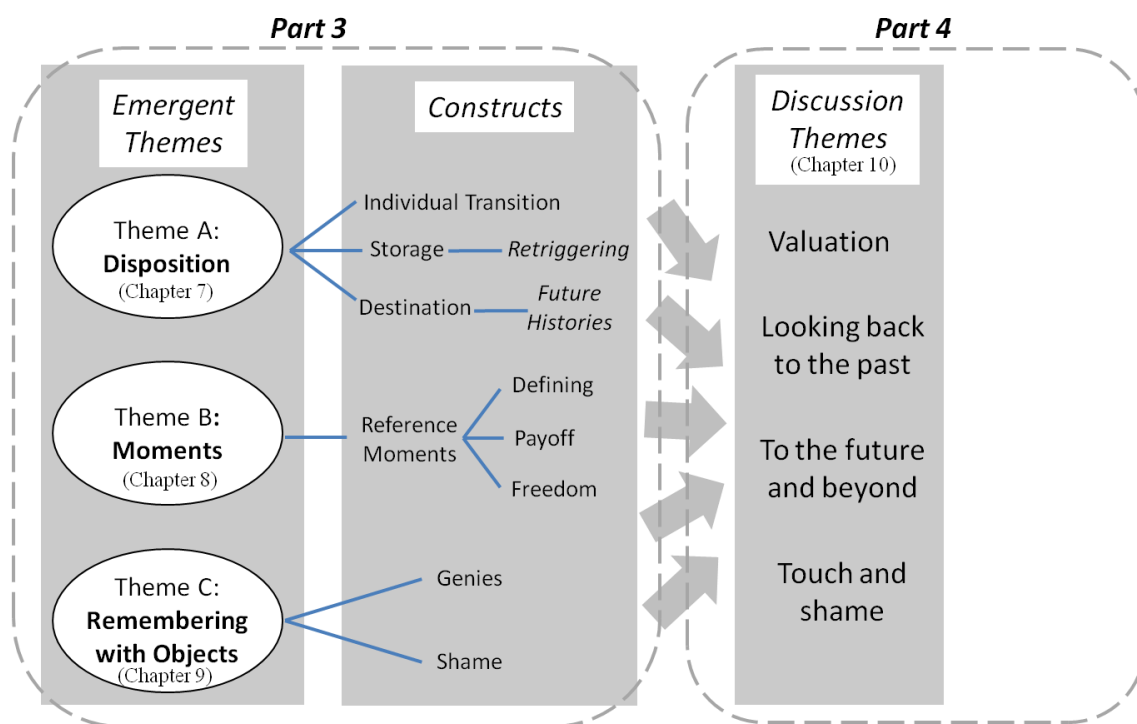 Part 3
Part 4
Emergent
Themes
Constructs
Discussion
Themes
(Chapter 10)
Theme A:
Disposition
(Chapter 7)
Individual Transition
Storage
Retriggering
Destination
Future
Histories
Theme B:
Moments
(Chapter 8)
Reference
Moments
Defining
Payoff
Freedom
Theme C:
Remembering
with Objects
(Chapter 9)
Genies
Shame
Valuation
Looking back
to the past
To the future
and beyond
Touch and
shame